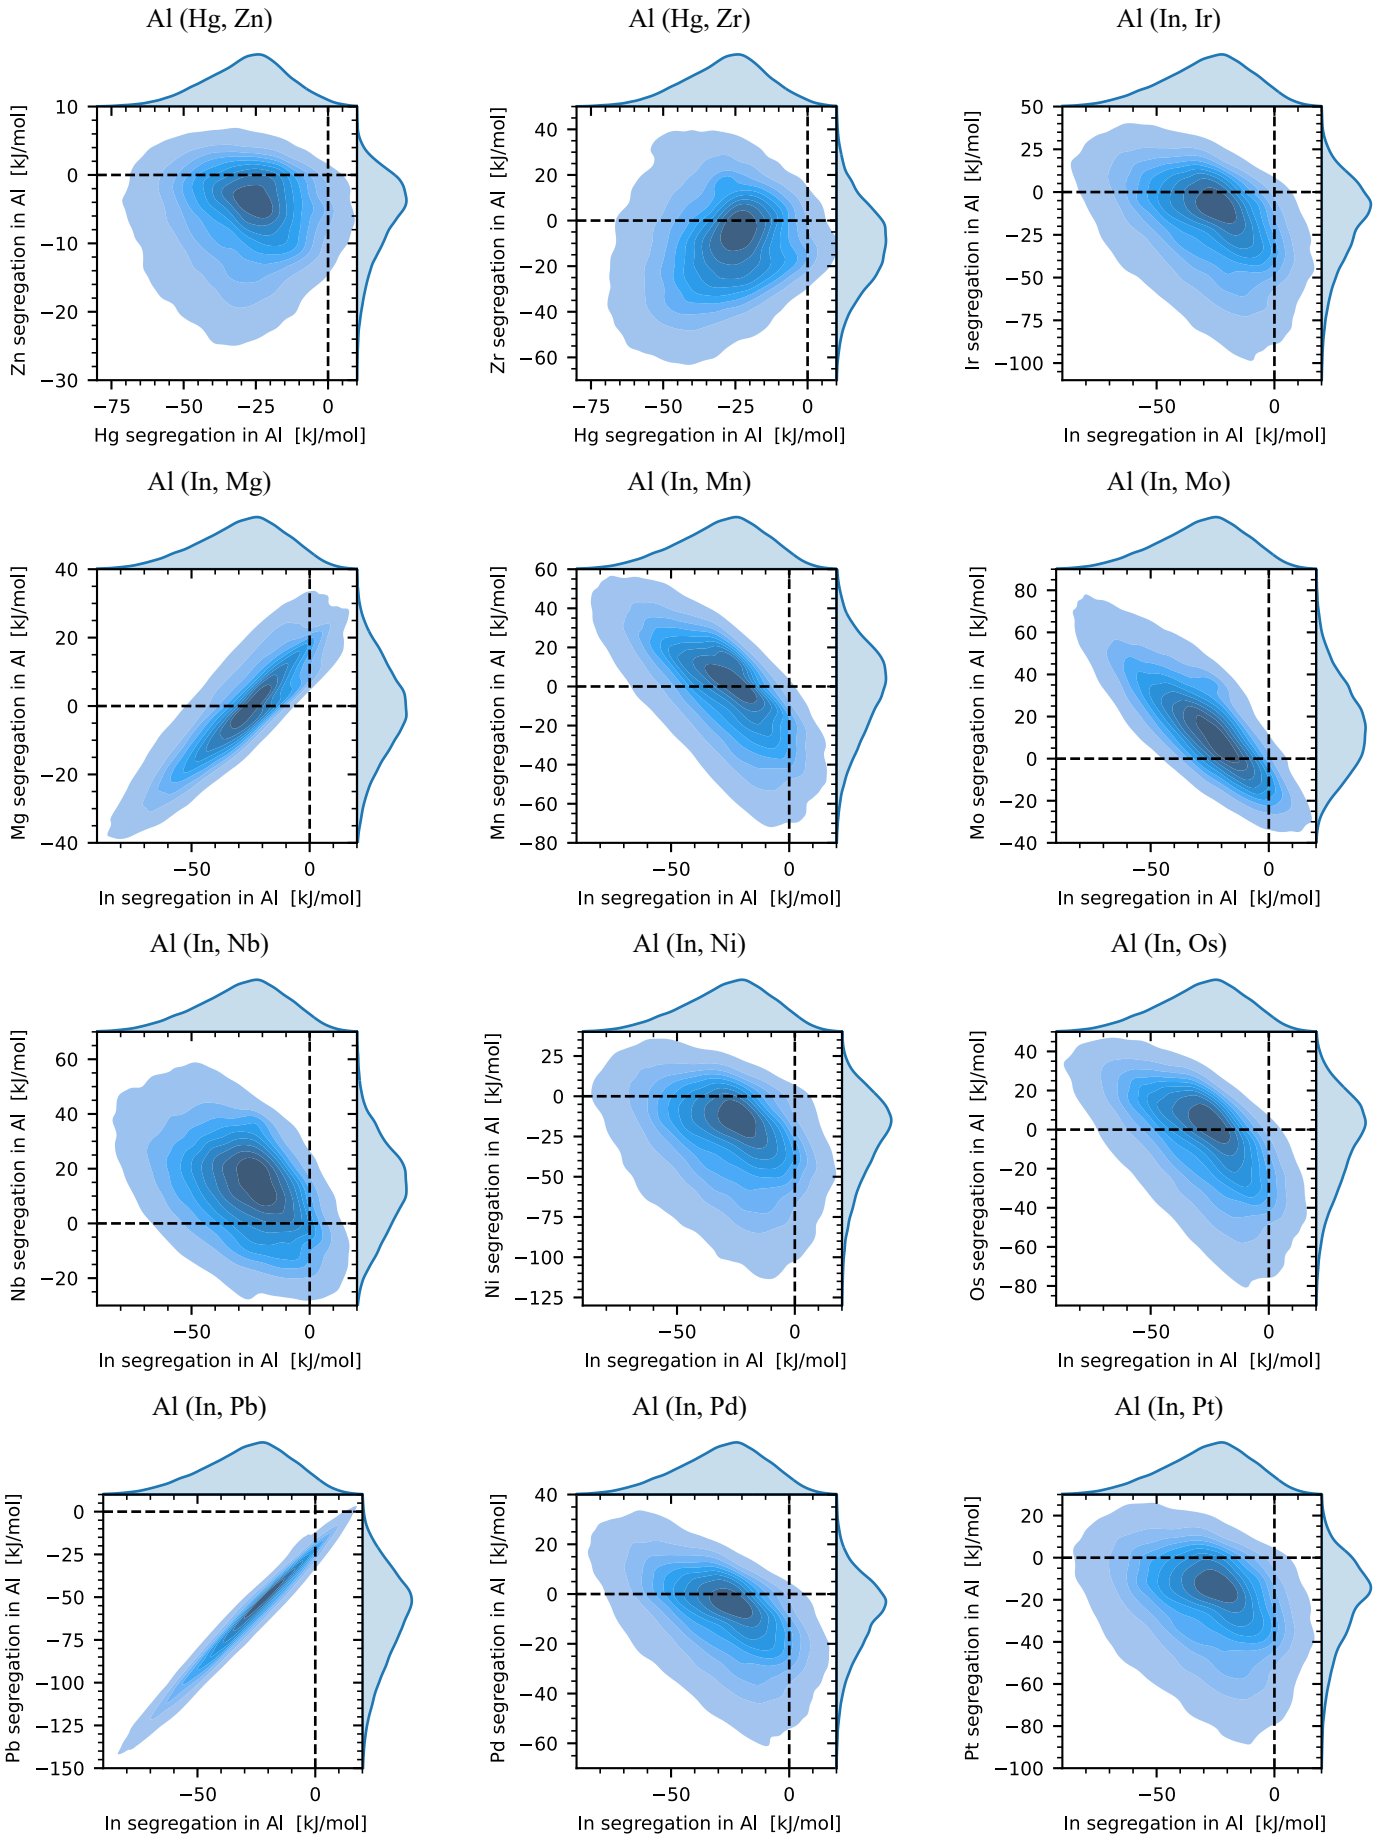 Al (Hg, Zn)
Zn segregation in Al [kJ/mol]
10
0
−10
−20
−30
−75
−50
−25
0
Hg segregation in Al [kJ/mol]
Al (Hg, Zr)
Zr segregation in Al [kJ/mol]
40
20
0
−20
−40
−60
−75
−50
−25
0
Hg segregation in Al [kJ/mol]
Al (In, Ir)
Ir segregation in Al [kJ/mol]
50
25
0
−25
−50
−75
−100
−50
0
In segregation in Al [kJ/mol]
Al (In, Mg)
Mg segregation in Al [kJ/mol]
40
20
0
−20
−40
−50
0
In segregation in Al [kJ/mol]
Al (In, Mn)
Mn segregation in Al [kJ/mol]
60
40
20
0
−20
−40
−60
−80
−50
0
In segregation in Al [kJ/mol]
Al (In, Mo)
Mo segregation in Al [kJ/mol]
80
60
40
20
0
−20
−40
−50
0
In segregation in Al [kJ/mol]
Al (In, Nb)
Nb segregation in Al [kJ/mol]
60
40
20
0
−20
−50
0
In segregation in Al [kJ/mol]
Al (In, Ni)
Ni segregation in Al [kJ/mol]
25
0
−25
−50
−75
−100
−125
−50
0
In segregation in Al [kJ/mol]
Al (In, Os)
Os segregation in Al [kJ/mol]
40
20
0
−20
−40
−60
−80
−50
0
In segregation in Al [kJ/mol]
Al (In, Pb)
Pb segregation in Al [kJ/mol]
0
−25
−50
−75
−100
−125
−150
−50
0
In segregation in Al [kJ/mol]
Al (In, Pd)
Pd segregation in Al [kJ/mol]
40
20
0
−20
−40
−60
−50
0
In segregation in Al [kJ/mol]
Al (In, Pt)
Pt segregation in Al [kJ/mol]
20
0
−20
−40
−60
−80
−100
−50
0
In segregation in Al [kJ/mol]